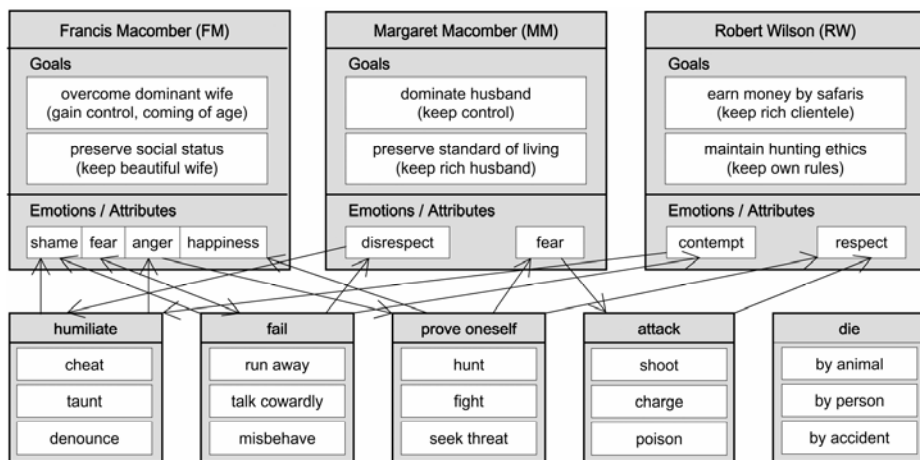 Francis Macomber (FM)
Goals
overcome dominant wife
(gain control, coming of age)
preserve social status
(keep beautiful wife)
Emotions / Attributes
shame fear anger happiness
Margaret Macomber (MM)
Goals
dominate husband
(keep control)
preserve standard of living
(keep rich husband)
Emotions / Attributes
disrespect fear
Robert Wilson (RW)
Goals
earn money by safaris
(keep rich clientele)
maintain hunting ethics
(keep own rules)
Emotions / Attributes
contempt respect
humiliate
cheat
taunt
denounce
fail
run away
talk cowardly
misbehave
prove oneself
hunt
fight
seek threat
attack
shoot
charge
poison
die
by animal
by person
by accident